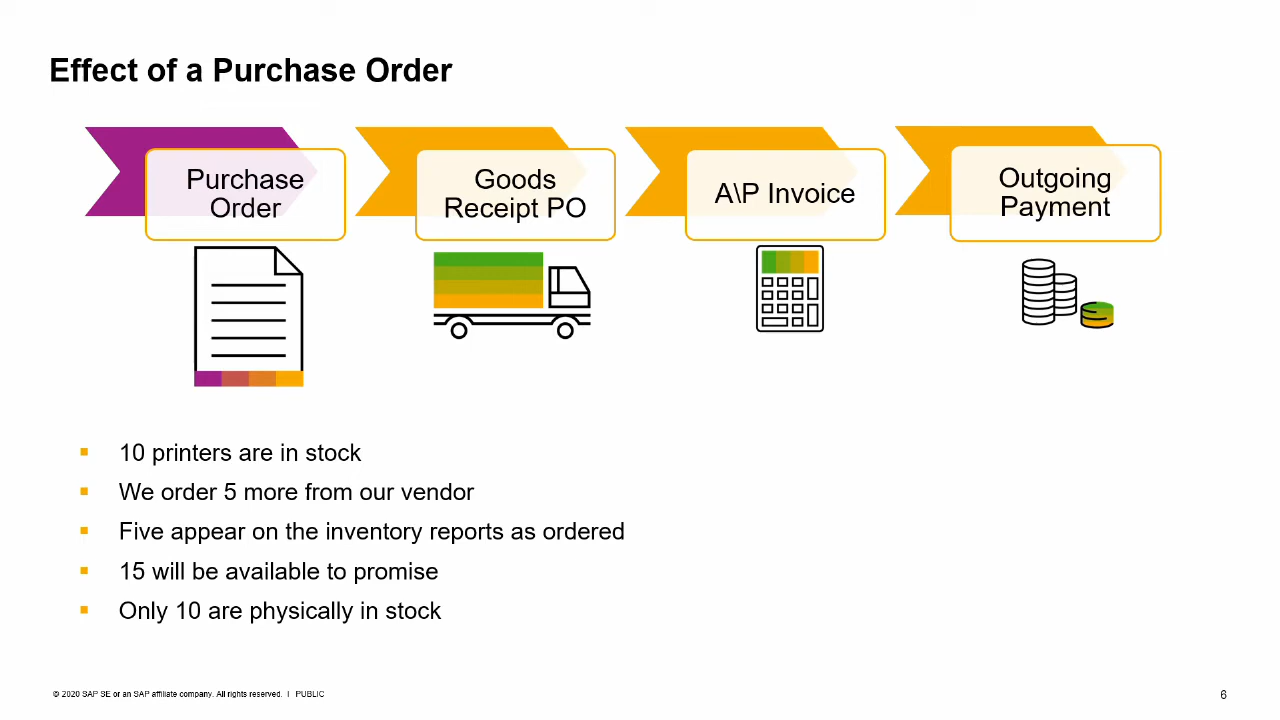 Effect of a Purchase Order
Purchase
Order
Goods
Receipt PO
A\P Invoice
Outgoing
Payment
▪ 10 printers are in stock
▪ We order 5 more from our vendor
▪ Five appear on the inventory reports as ordered
▪ 15 will be available to promise
▪ Only 10 are physically in stock
© 2020 SAP SE or an SAP affiliate company. All rights reserved. I PUBLIC
6